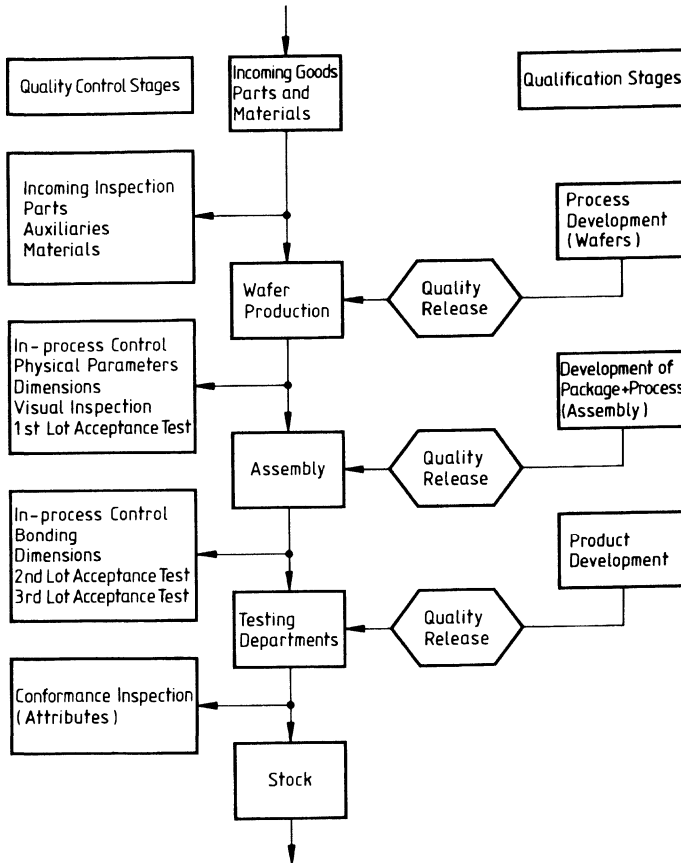 Quality Control Stages
Incoming Goods
Parts and
Materials
Qualification Stages
Incoming Inspection
Parts
Auxiliaries
Materials
Process
Development
(Wafers)
Wafer
Production
Quality
Release
In-process Control
Physical Parameters
Dimensions
Visual Inspection
1st Lot Acceptance Test
Development of
Package+Process
(Assembly)
Assembly
Quality
Release
In-process Control
Bonding
Dimensions
2nd Lot Acceptance Test
3rd Lot Acceptance Test
Product
Development
Testing
Departments
Quality
Release
Conformance Inspection
(Attributes)
Stock